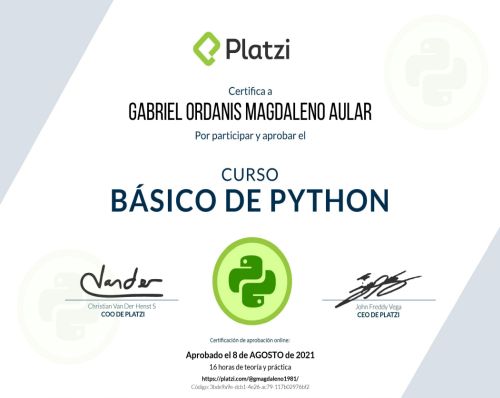 Platzi
Certifica a
GABRIEL ORDANIS MAGDALENO AULAR
Por participar y aprobar el
CURSO
BÁSICO DE PYTHON
Christian Van Der Henst S
COO DE PLATZI
John Freddy Vega
CEO DE PLATZI
Certificación de aprobación online:
Aprobado el 8 de AGOSTO de 2021
16 horas de teoría y práctica
https://platzi.com/@gmagdaleno1981/
Código: